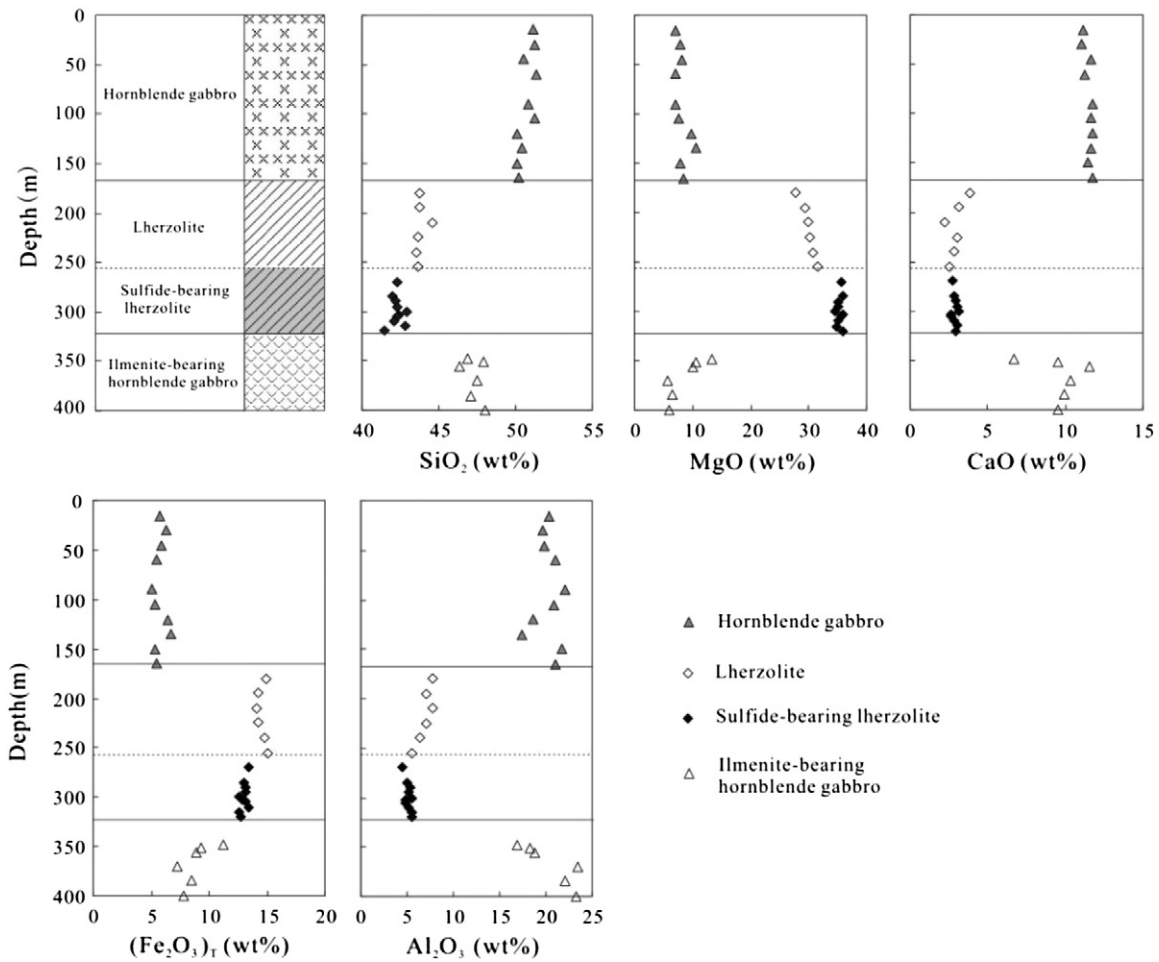 0
50
100
150
200
250
300
350
400
Depth(m)
Hornblende gabbro
Lherzolite
Sulfide-bearing
lherzolite
Ilmenite-bearing
hornblende gabbro
40 45 50 55
SiO₂ (wt%)
0 10 20 30 40
MgO (wt%)
0 5 10 15
CaO (wt%)
0
50
100
150
200
250
300
350
400
Depth(m)
0 5 10 15 20
(Fe₂O₃)T (wt%)
0 5 10 15 20 25
Al₂O₃ (wt%)
Hornblende gabbro
Lherzolite
Sulfide-bearing lherzolite
Ilmenite-bearing
hornblende gabbro